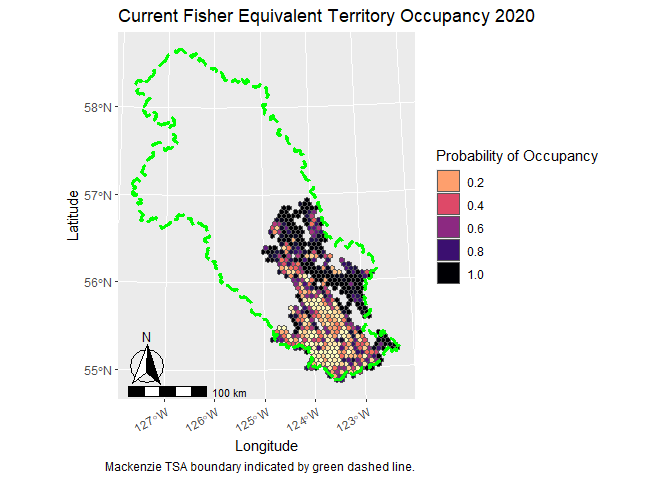 Current Fisher Equivalent Territory Occupancy 2020
58°N
57°N
56°N
55°N
Latitude
N
100 km
127°W
126°W
125°W
124°W
123°W
Longitude
Mackenzie TSA boundary indicated by green dashed line.
Probability of Occupancy
0.2
0.4
0.6
0.8
1.0